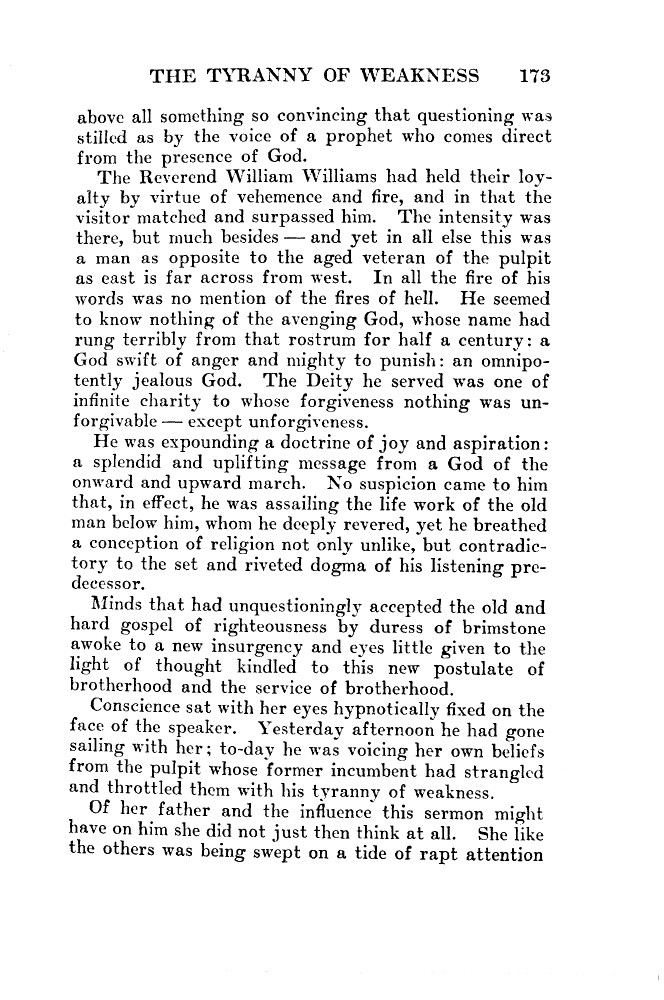 THE TYRANNY OF WEAKNESS 173
above all something so convincing that questioning was
stilled as by the voice of a prophet who comes direct
from the presence of God.
The Reverend William Williams had held their loy-
alty by virtue of vehemence and fire, and in that the
visitor matched and surpassed him. The intensity was
there, but much besides — and yet in all else this was
a man as opposite to the aged veteran of the pulpit
as east is far across from west. In all the fire of his
words was no mention of the fires of hell. He seemed
to know nothing of the avenging God, whose name had
rung terribly from that rostrum for half a century: a
God swift of anger and mighty to punish: an omnipo-
tently jealous God. The Deity he served was one of
infinite charity to whose forgiveness nothing was un-
forgivable — except unforgiveness.
He was expounding a doctrine of joy and aspiration:
a splendid and uplifting message from a God of the
onward and upward march. No suspicion came to him
that, in effect, he was assailing the life work of the old
man below him, whom he deeply revered, yet he breathed
a conception of religion not only unlike, but contradic-
tory to the set and riveted dogma of his listening pre-
decessor.
Minds that had unquestioningly accepted the old and
hard gospel of righteousness by duress of brimstone
awoke to a new insurgency and eyes little given to the
light of thought kindled to this new postulate of
brotherhood and the service of brotherhood.
Conscience sat with her eyes hypnotically fixed on the
face of the speaker. Yesterday afternoon he had gone
sailing with her; to-day he was voicing her own beliefs
from the pulpit whose former incumbent had strangled
and throttled them with his tyranny of weakness.
Of her father and the influence this sermon might
have on him she did not just then think at all. She like
the others was being swept on a tide of rapt attention